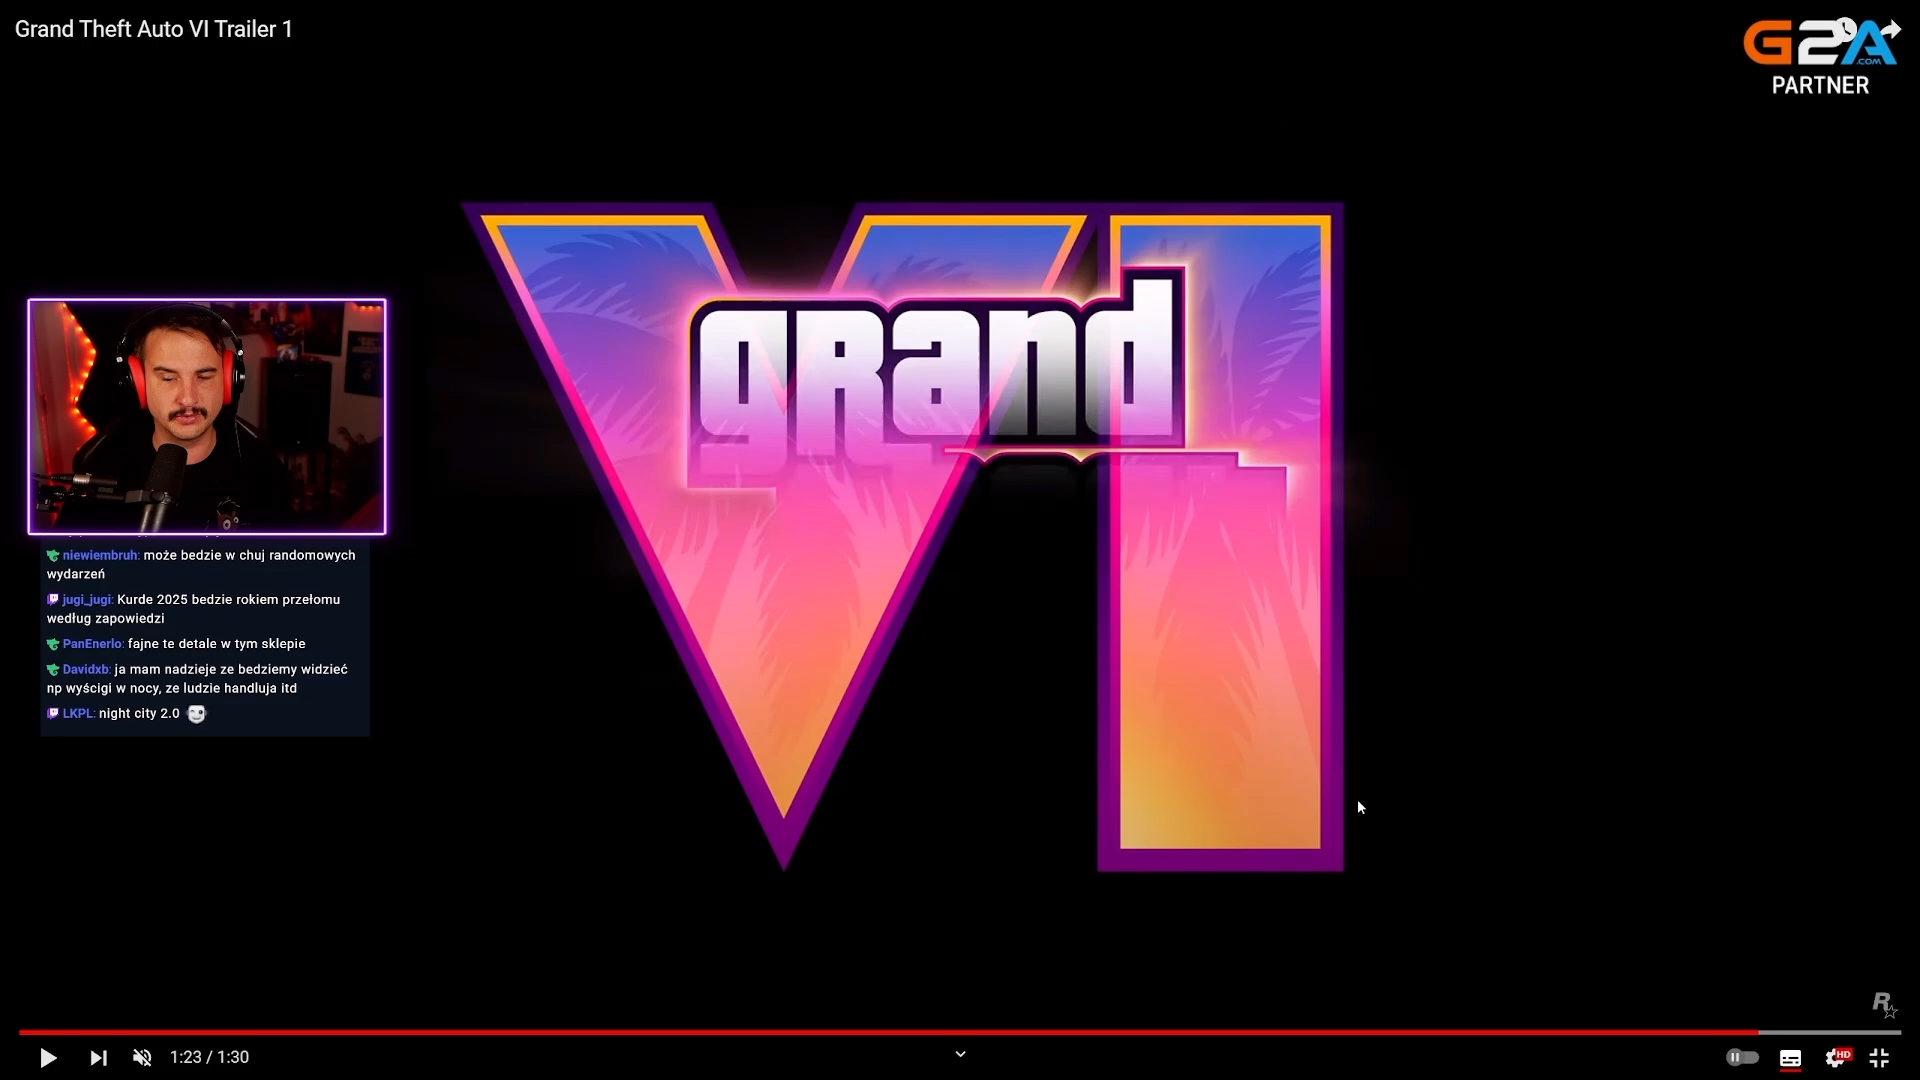 Grand Theft Auto VI Trailer 1
G2A
.COM
PARTNER
VI
grand
niewiembruh: może bedzie w chuj randomowych
wydarzeń
jugi_jugi: Kurde 2025 bedzie rokiem przełomu
według zapowiedzi
PanEnerlo: fajne te detale w tym sklepie
Davidxb: ja mam nadzieje ze bedziemy widzieć
np wyścigi w nocy, ze ludzie handluja itd
LKPL: night city 2.0
R
1:23 / 1:30
HD